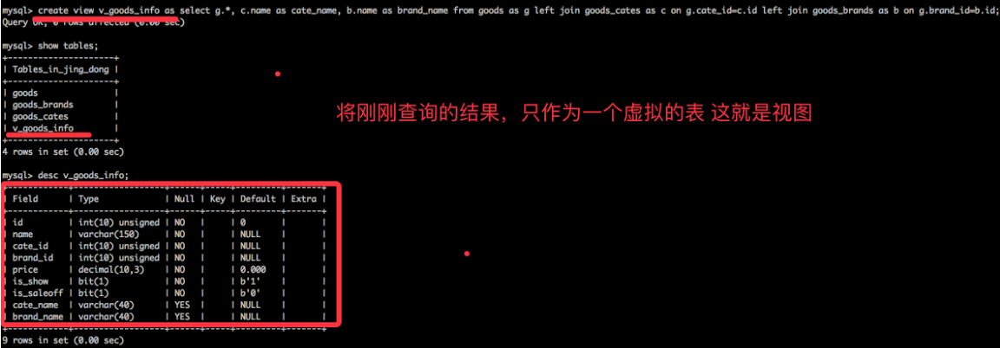 mysql> create view v_goods_info as select g.*, c.name as cate_name, b.name as brand_name from goods as g left join goods_cates as c on g.cate_id=c.id left join goods_brands as b on g.brand_id=b.id;
Query OK, 0 rows affected (0.00 sec)
mysql> show tables;
+---------------------+
| Tables_in_jing_dong |
+---------------------+
| goods               |
| goods_brands        |
| goods_cates         |
| v_goods_info        |
+---------------------+
4 rows in set (0.00 sec)
将刚刚查询的结果，只作为一个虚拟的表 这就是视图
mysql> desc v_goods_info;
+------------+------------------+------+-----+---------+-------+
| Field      | Type             | Null | Key | Default | Extra |
+------------+------------------+------+-----+---------+-------+
| id         | int(10) unsigned | NO   |     | 0       |       |
| name       | varchar(150)     | NO   |     | NULL    |       |
| cate_id    | int(10) unsigned | NO   |     | NULL    |       |
| brand_id   | int(10) unsigned | NO   |     | NULL    |       |
| price      | decimal(10,3)    | NO   |     | 0.000   |       |
| is_show    | bit(1)           | NO   |     | b'1'    |       |
| is_saleoff | bit(1)           | NO   |     | b'0'    |       |
| cate_name  | varchar(40)      | YES  |     | NULL    |       |
| brand_name | varchar(40)      | YES  |     | NULL    |       |
+------------+------------------+------+-----+---------+-------+
9 rows in set (0.00 sec)